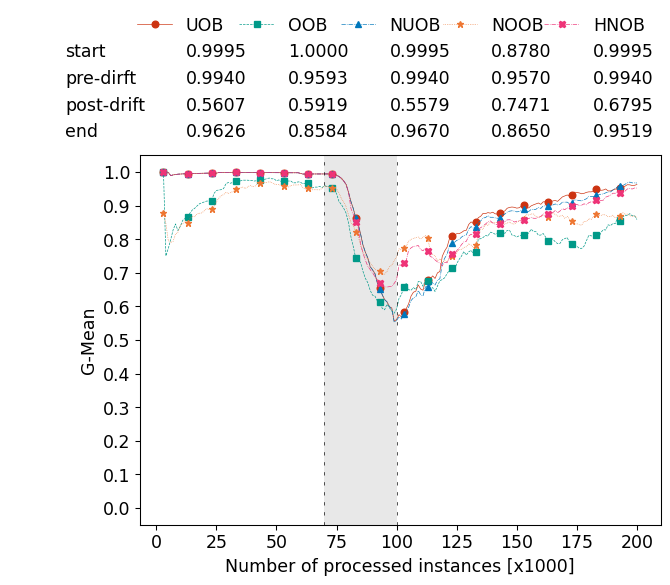 UOB OOB NUOB NOOB HNOB
start 0.9995 1.0000 0.9995 0.8780 0.9995
pre-dirft 0.9940 0.9593 0.9940 0.9570 0.9940
post-drift 0.5607 0.5919 0.5579 0.7471 0.6795
end 0.9626 0.8584 0.9670 0.8650 0.9519
1.0
0.9
0.8
0.7
0.6
0.5
0.4
0.3
0.2
0.1
0.0
G-Mean
0 25 50 75 100 125 150 175 200
Number of processed instances [x1000]